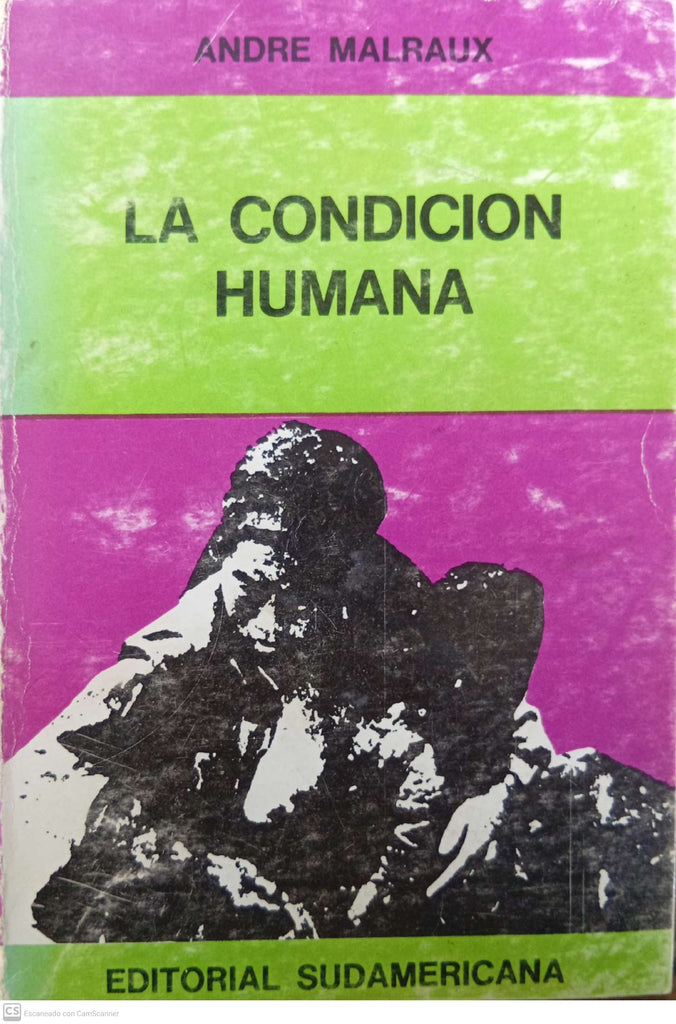 ANDRE MALRAUX
LA CONDICION
HUMANA
EDITORIAL SUDAMERICANA
CS Escaneado con CamScanner